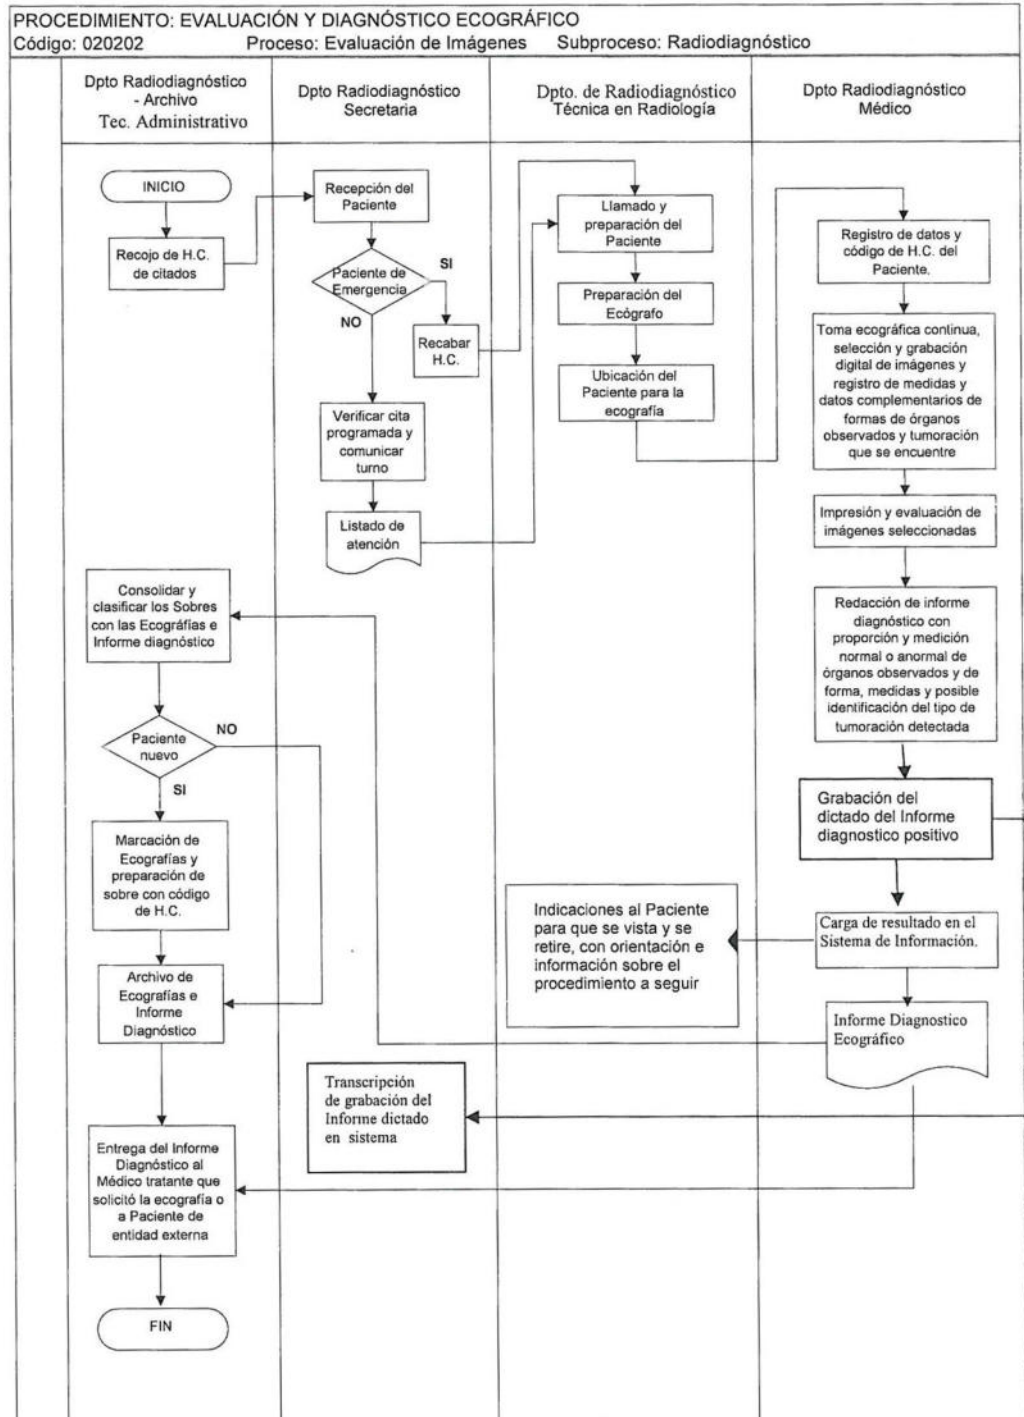 PROCEDIMIENTO: EVALUACIÓN Y DIAGNÓSTICO ECOGRÁFICO
Código: 020202 Proceso: Evaluación de Imágenes Subproceso: Radiodiagnóstico
Dpto Radiodiagnóstico
- Archivo
Tec. Administrativo
Dpto Radiodiagnóstico
Secretaria
Dpto. de Radiodiagnóstico
Técnica en Radiología
Dpto Radiodiagnóstico
Médico
INICIO
Recojo de H.C.
de citados
Recepción del
Paciente
Paciente de
Emergencia
SI
NO
Recabar
H.C.
Verificar cita
programada y
comunicar
turno
Listado de
atención
Llamado y
preparación del
Paciente
Preparación del
Ecógrafo
Ubicación del
Paciente para la
ecografía
Registro de datos y
código de H.C. del
Paciente.
Toma ecográfica continua,
selección y grabación
digital de imágenes y
registro de medidas y
datos complementarios de
formas de órganos
observados y tumoración
que se encuentre
Impresión y evaluación de
imágenes seleccionadas
Redacción de informe
diagnóstico con
proporción y medición
normal o anormal de
órganos observados y de
forma, medidas y posible
identificación del tipo de
tumoración detectada
Grabación del
dictado del Informe
diagnostico positivo
Carga de resultado en el
Sistema de Información.
Indicaciones al Paciente
para que se vista y se
retire, con orientación e
información sobre el
procedimiento a seguir
Informe Diagnostico
Ecográfico
Consolidar y
clasificar los Sobres
con las Ecográfías e
Informe diagnóstico
Paciente
nuevo
NO
SI
Marcación de
Ecografías y
preparación de
sobre con código
de H.C.
Archivo de
Ecografías e
Informe
Diagnóstico
Transcripción
de grabación del
Informe dictado
en sistema
Entrega del Informe
Diagnóstico al
Médico tratante que
solicitó la ecografía o
a Paciente de
entidad externa
FIN